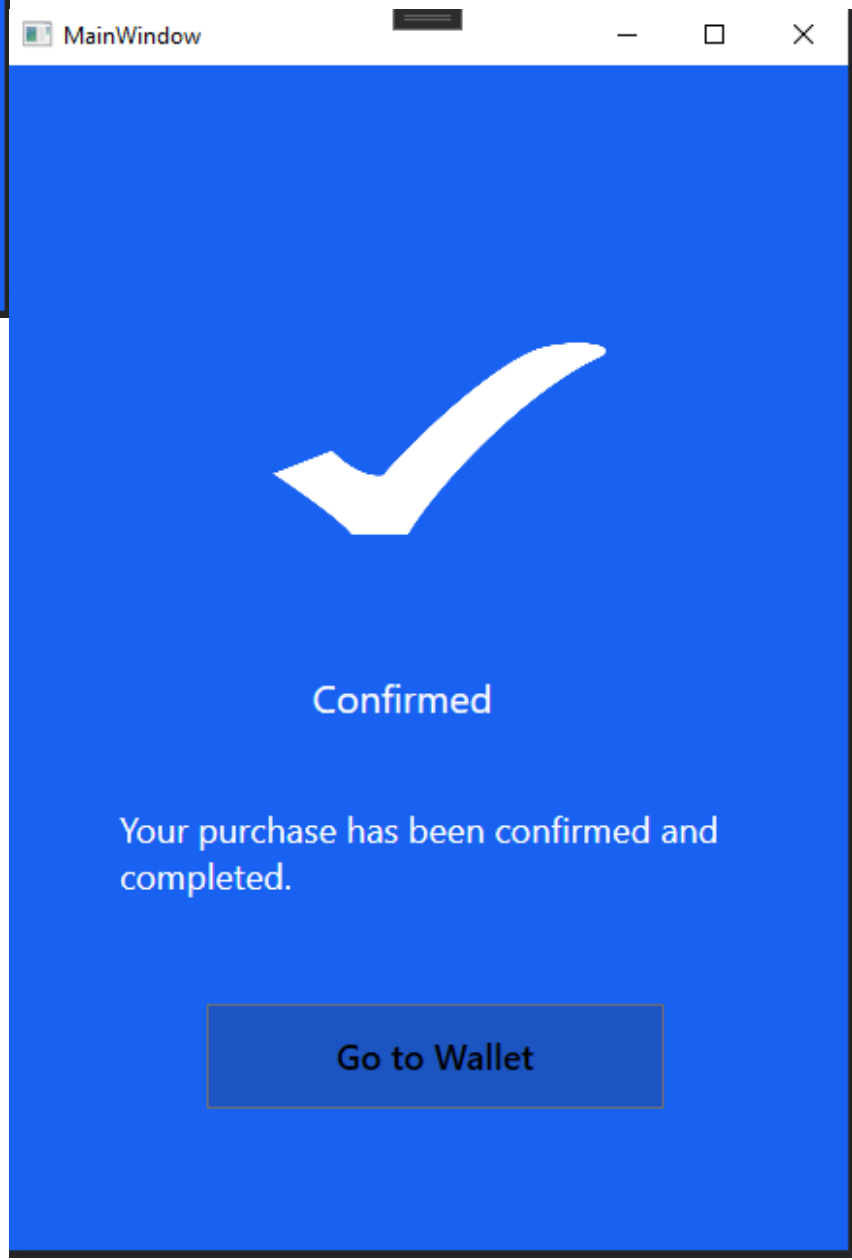 MainWindow
Confirmed
Your purchase has been confirmed and
completed.
Go to Wallet